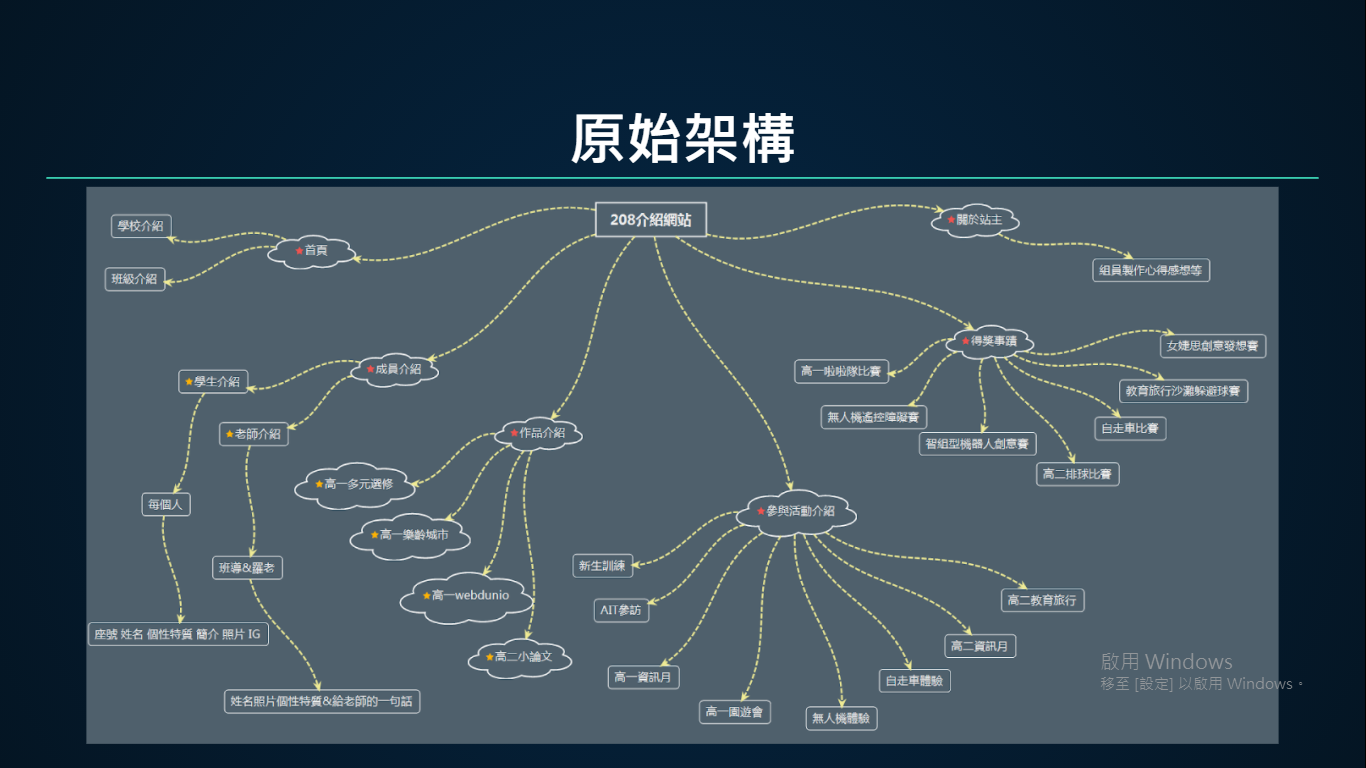 原始架構
208介紹網站
學校介紹
首頁
班級介紹
關於站主
組員製作心得感想等
得獎事蹟
女婕思創意發想賽
高一啦啦隊比賽
教育旅行沙灘躲避球賽
無人機遙控障礙賽
自走車比賽
智組型機器人創意賽
高二排球比賽
成員介紹
學生介紹
老師介紹
每個人
班導&羅老
座號 姓名 個性特質 簡介 照片 IG
姓名照片個性特質&給老師的一句話
作品介紹
高一多元選修
高一樂齡城市
高一webdunio
高二小論文
參與活動介紹
新生訓練
AIT參訪
高一資訊月
高一園遊會
無人機體驗
自走車體驗
高二資訊月
高二教育旅行
啟用 Windows
移至 [設定] 以啟用 Windows。